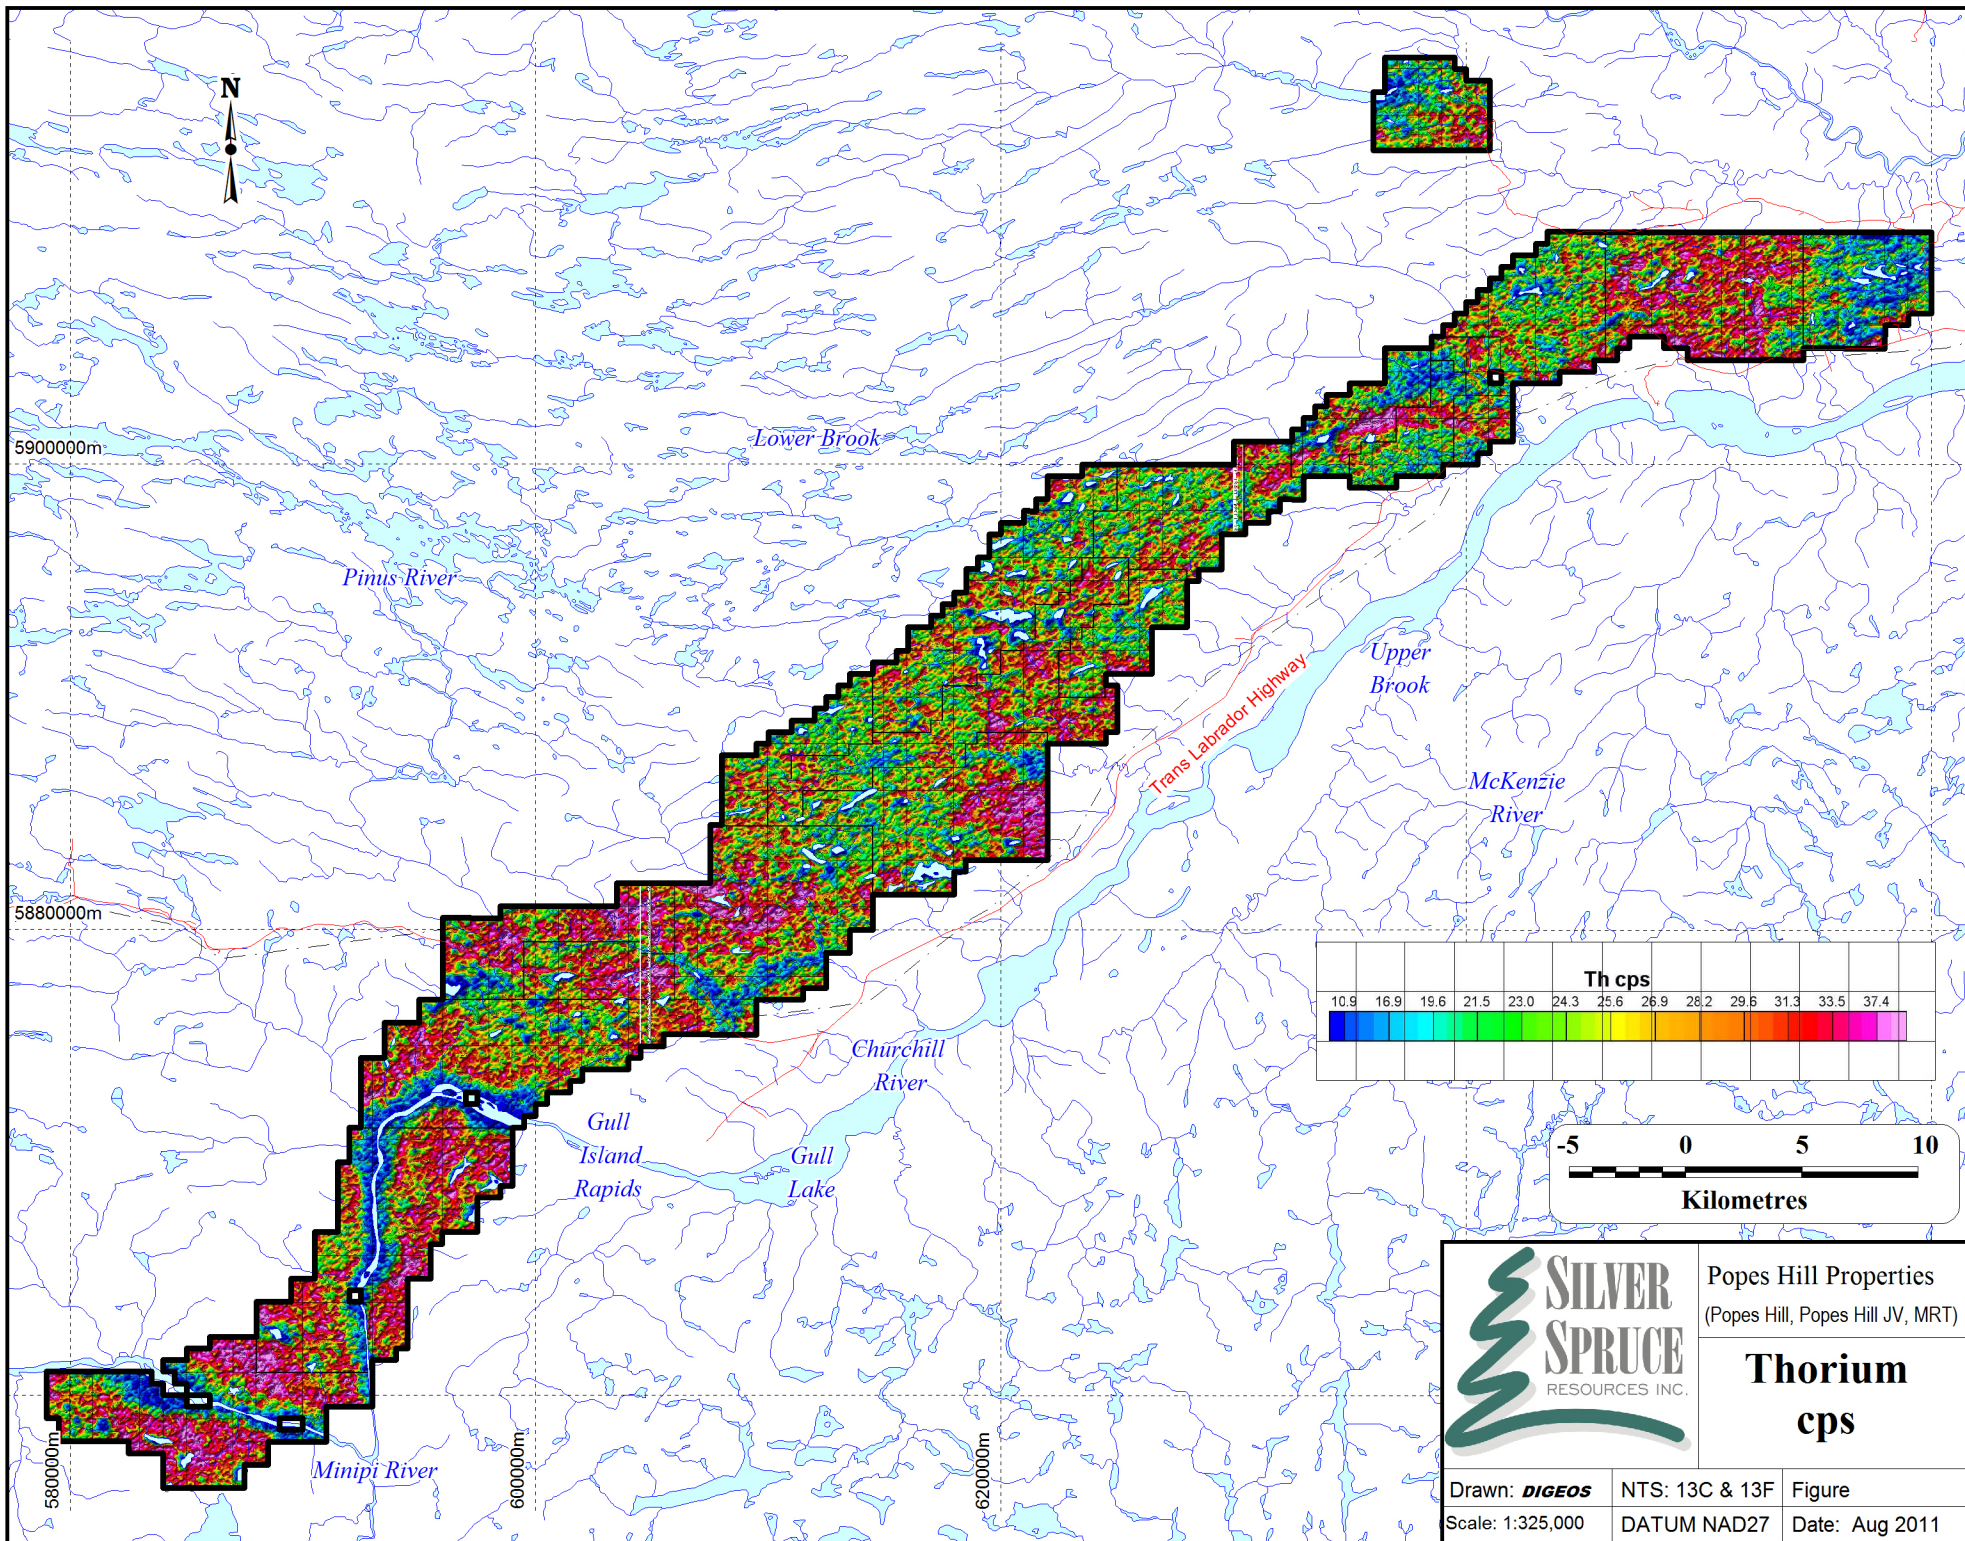 N
5900000m
Lower Brook
Pinus River
Upper
Brook
Trans Labrador Highway
McKenzie
River
5880000m
Th cps
10.9 16.9 19.6 21.5 23.0 24.3 25.6 26.9 28.2 29.6 31.3 33.5 37.4
Churchill
River
Gull
Island
Rapids
Gull
Lake
-5 0 5 10
Kilometres
Minipi River
580000m
600000m
620000m
SILVER
SPRUCE
RESOURCES INC.
Popes Hill Properties
(Popes Hill, Popes Hill JV, MRT)
Thorium
cps
Drawn: DIGEOS
NTS: 13C & 13F
Figure
Scale: 1:325,000
DATUM NAD27
Date: Aug 2011